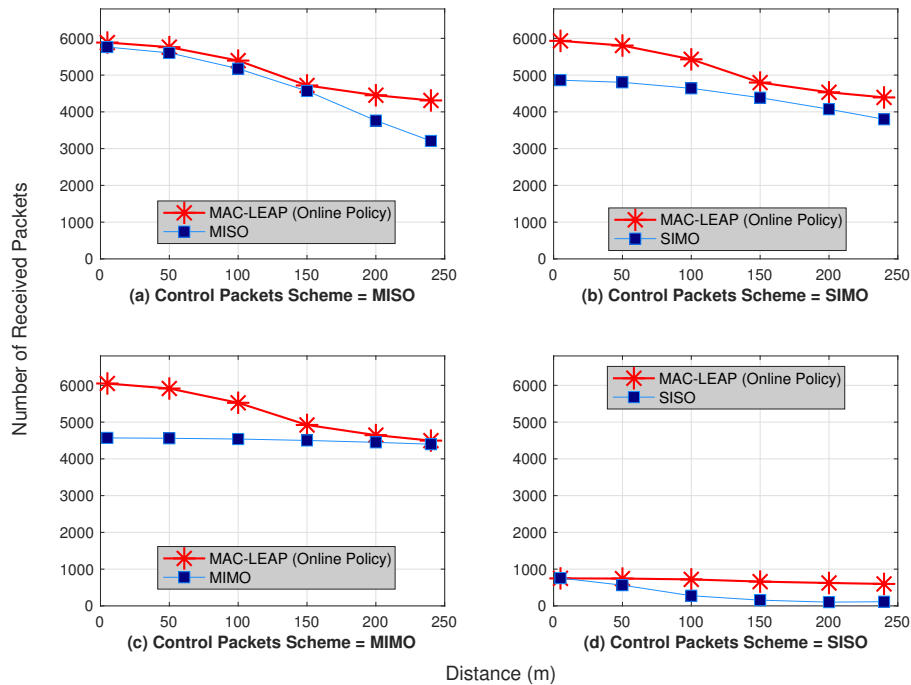 Number of Received Packets
6000
5000
4000
3000
2000
1000
0
MAC-LEAP (Online Policy)
MISO
0 50 100 150 200 250
(a) Control Packets Scheme = MISO
6000
5000
4000
3000
2000
1000
0
MAC-LEAP (Online Policy)
SIMO
0 50 100 150 200 250
(b) Control Packets Scheme = SIMO
6000
5000
4000
3000
2000
1000
0
MAC-LEAP (Online Policy)
MIMO
0 50 100 150 200 250
(c) Control Packets Scheme = MIMO
6000
5000
4000
3000
2000
1000
0
MAC-LEAP (Online Policy)
SISO
0 50 100 150 200 250
(d) Control Packets Scheme = SISO
Distance (m)